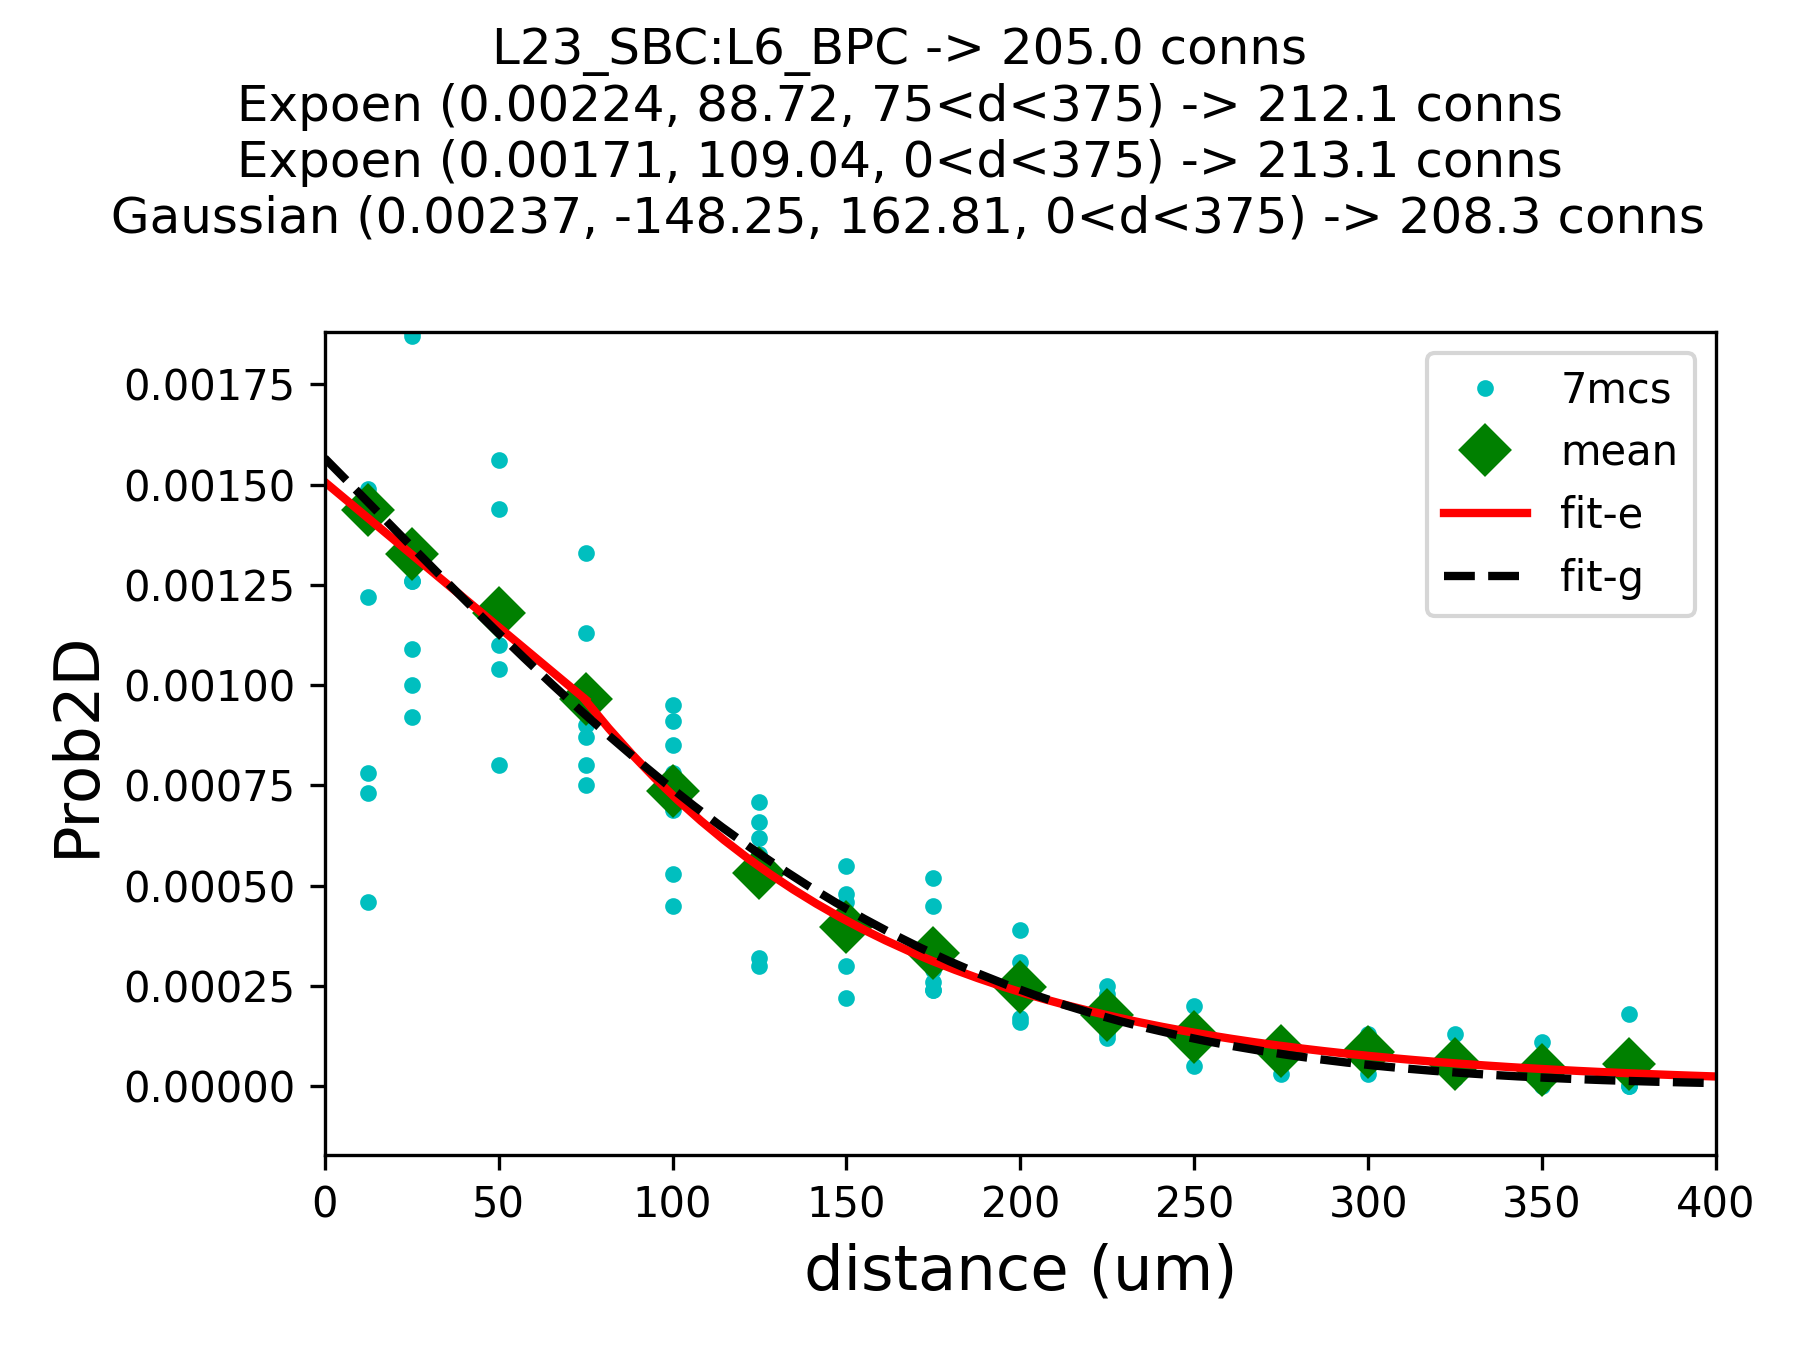 L23_SBC:L6_BPC -> 205.0 conns
Expoen (0.00224, 88.72, 75<d<375) -> 212.1 conns
Expoen (0.00171, 109.04, 0<d<375) -> 213.1 conns
Gaussian (0.00237, -148.25, 162.81, 0<d<375) -> 208.3 conns
7mcs
mean
fit-e
fit-g
Prob2D
0.00175
0.00150
0.00125
0.00100
0.00075
0.00050
0.00025
0.00000
0 50 100 150 200 250 300 350 400
distance (um)